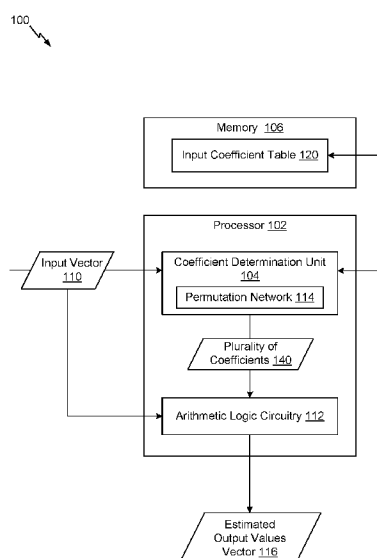 100
Memory 106
Input Coefficient Table 120
Processor 102
Input Vector
110
Coefficient Determination Unit
104
Permutation Network 114
Plurality of
Coefficients 140
Arithmetic Logic Circuitry 112
Estimated
Output Values
Vector 116